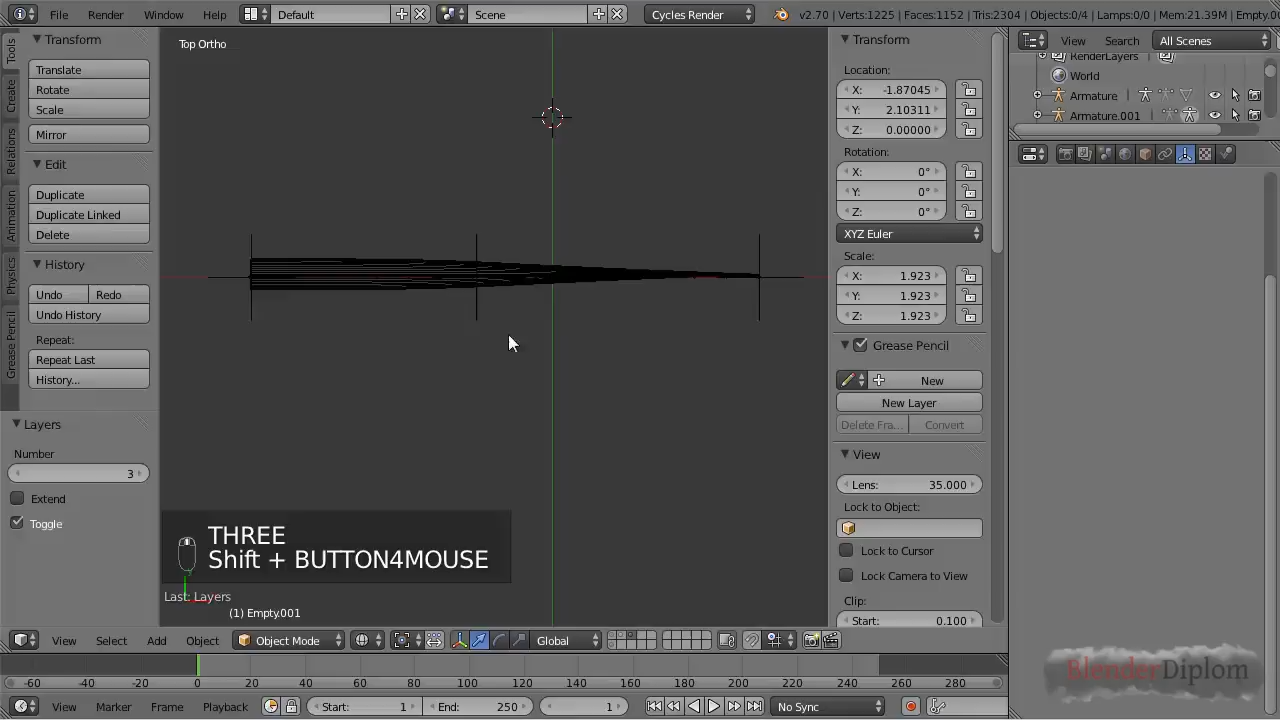 File Render Window Help Default Scene Cycles Render v2.70 | Verts:1225 | Faces:1152 | Tris:2304 | Objects:0/4 | Lamps:0/0 | Mem:21.39M | Empty.00
Tools
Create
Relations
Animation
Physics
Grease Pencil
Transform
Translate
Rotate
Scale
Mirror
Edit
Duplicate
Duplicate Linked
Delete
History
Undo Redo
Undo History
Repeat:
Repeat Last
History...
Layers
Number
3
Extend
Toggle
Top Ortho
THREE
Shift + BUTTON4MOUSE
Last: Layers
(1) Empty.001
Transform
Location:
X: -1.87045
Y: 2.10311
Z: 0.00000
Rotation:
X: 0°
Y: 0°
Z: 0°
XYZ Euler
Scale:
X: 1.923
Y: 1.923
Z: 1.923
Grease Pencil
New
New Layer
Delete Fra... Convert
View
Lens: 35.000
Lock to Object:
Lock to Cursor
Lock Camera to View
Clip:
Start: 0.100
View Search All Scenes
RenderLayers
World
Armature
Armature.001
View Select Add Object Object Mode Global
-60 -40 -20 0 20 40 60 80 100 120 140 160 180 200 220 240 260 280
View Marker Frame Playback Start: 1 End: 250 1 No Sync
BlenderDiplom